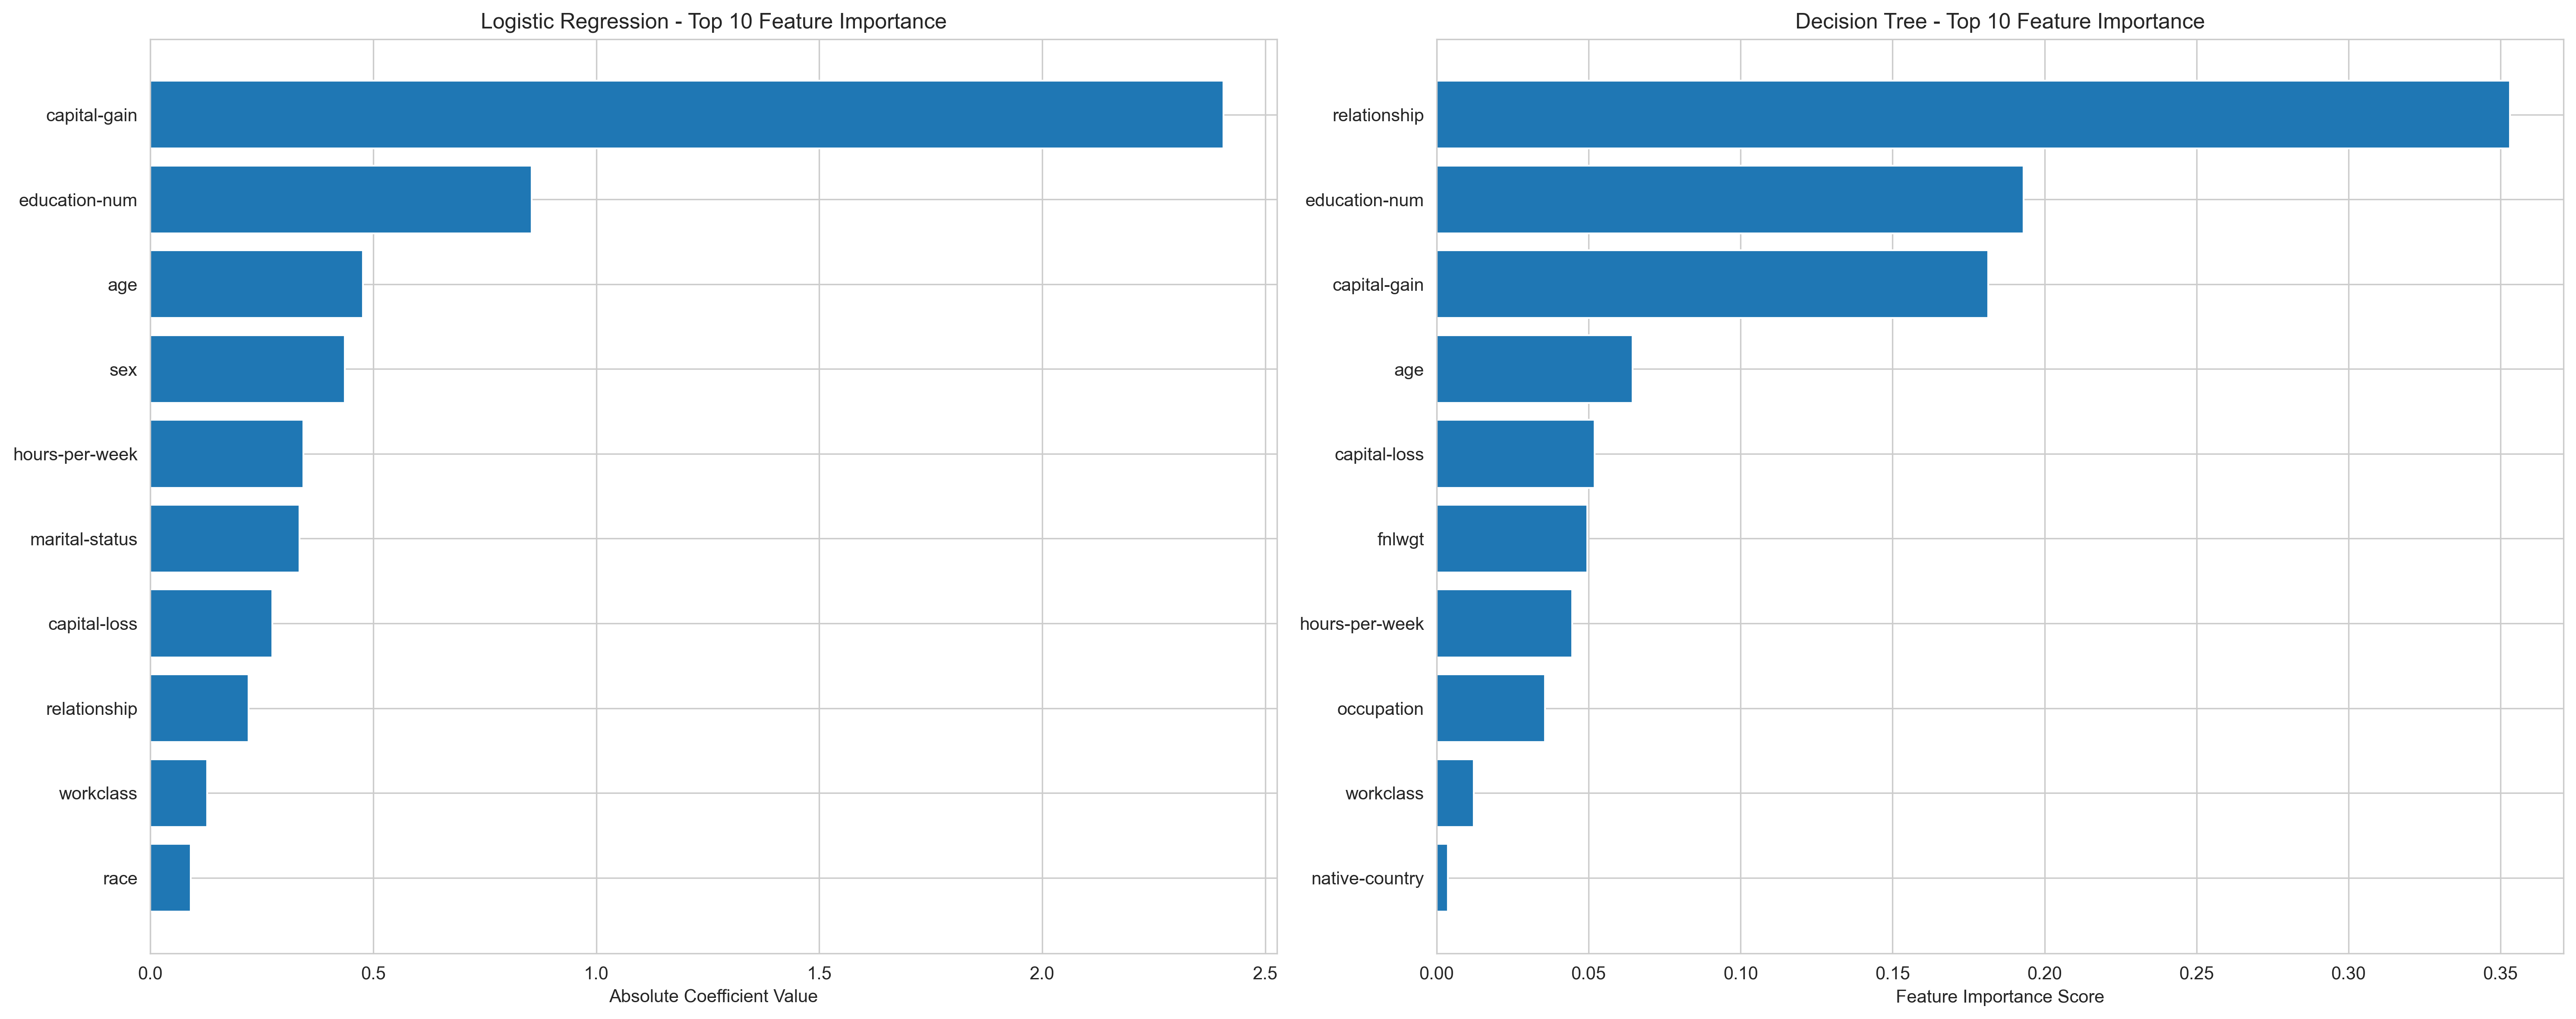 Logistic Regression - Top 10 Feature Importance
capital-gain
education-num
age
sex
hours-per-week
marital-status
capital-loss
relationship
workclass
race
0.0 0.5 1.0 1.5 2.0 2.5
Absolute Coefficient Value
Decision Tree - Top 10 Feature Importance
relationship
education-num
capital-gain
age
capital-loss
fnlwgt
hours-per-week
occupation
workclass
native-country
0.00 0.05 0.10 0.15 0.20 0.25 0.30 0.35
Feature Importance Score